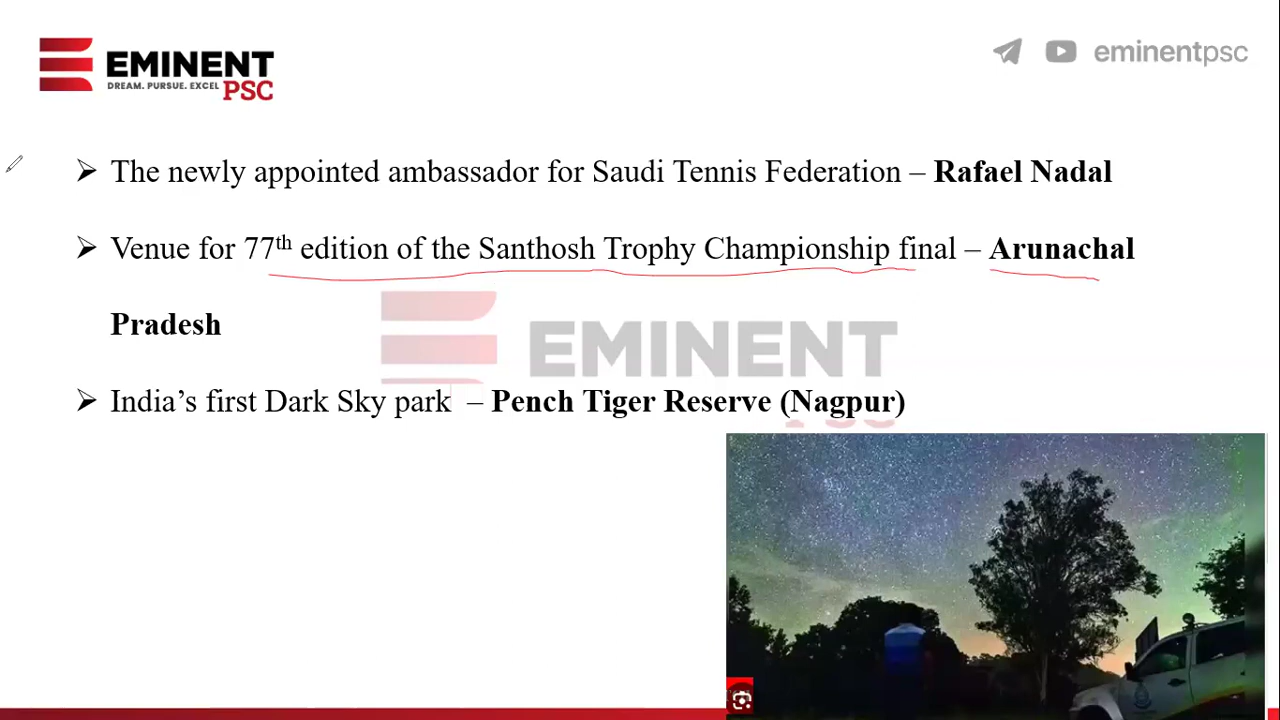 EMINENT
DREAM. PURSUE. EXCEL PSC
eminentpsc
➢ The newly appointed ambassador for Saudi Tennis Federation – Rafael Nadal
➢ Venue for 77th edition of the Santhosh Trophy Championship final – Arunachal
Pradesh
EMINENT
PSC
➢ India’s first Dark Sky park – Pench Tiger Reserve (Nagpur)